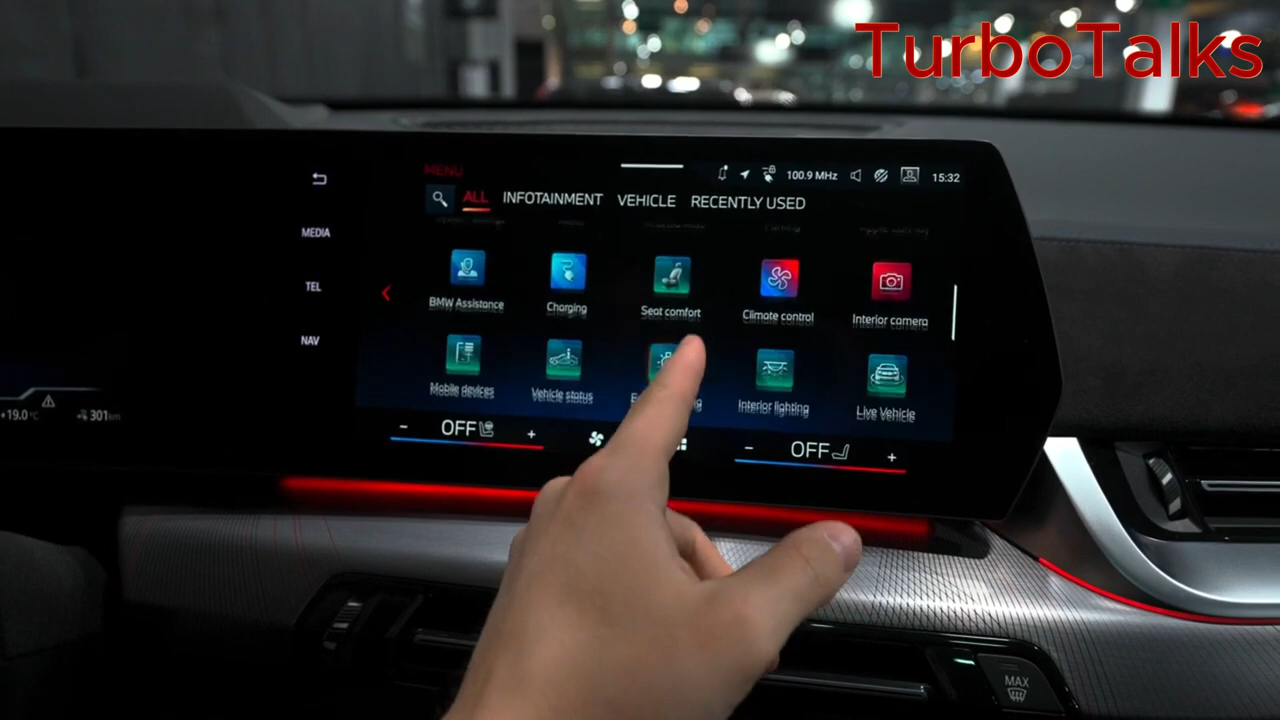 TurboTalks
MENU
100.9 MHz
15:32
ALL INFOTAINMENT VEHICLE RECENTLY USED
MEDIA
TEL
NAV
BMW Assistance Charging Seat comfort Climate control Interior camera
Mobile devices Vehicle status Interior lighting Live Vehicle
- OFF +
- OFF +
+19.0°C
301km
MAX